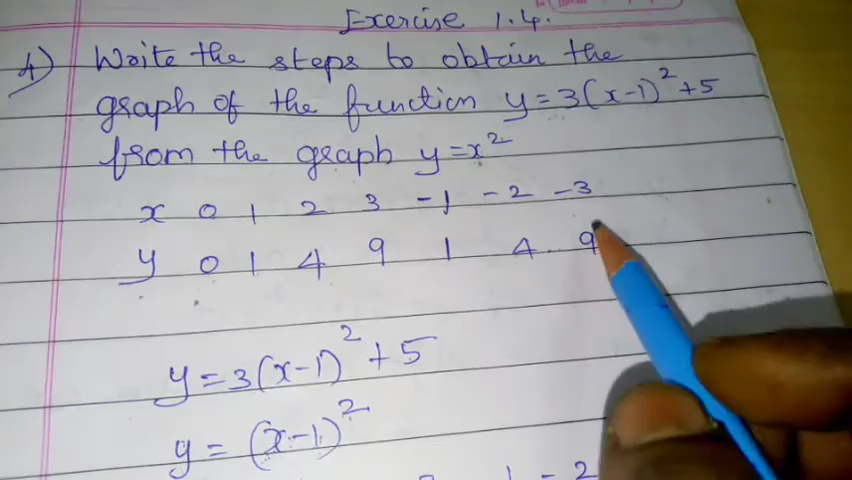 Exercise 1.4.
4) Write the steps to obtain the
graph of the function y=3(x-1)²+5
from the graph y=x²
x 0 1 2 3 -1 -2 -3
y 0 1 4 9 1 4 9
y=3(x-1)²+5
y=(x-1)²
1 -2